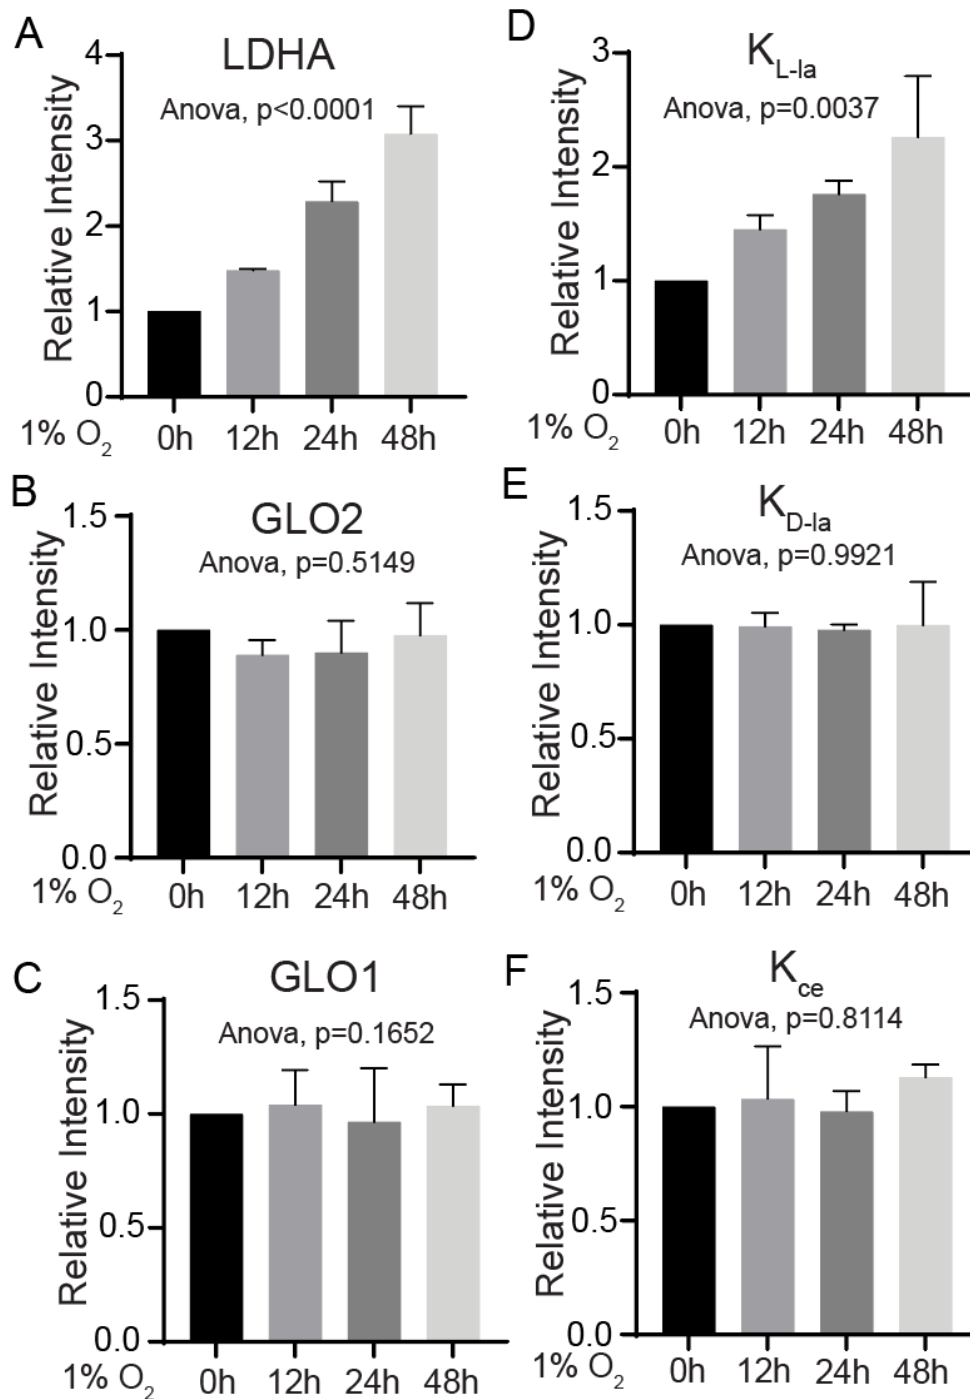 A
LDHA
Anova, p<0.0001
Relative Intensity
4
3
2
1
0
1% O2
0h 12h 24h 48h
B
GLO2
Anova, p=0.5149
Relative Intensity
1.5
1.0
0.5
0.0
1% O2
0h 12h 24h 48h
C
GLO1
Anova, p=0.1652
Relative Intensity
1.5
1.0
0.5
0.0
1% O2
0h 12h 24h 48h
D
KL-la
Anova, p=0.0037
Relative Intensity
3
2
1
0
1% O2
0h 12h 24h 48h
E
KD-la
Anova, p=0.9921
Relative Intensity
1.5
1.0
0.5
0.0
1% O2
0h 12h 24h 48h
F
Kce
Anova, p=0.8114
Relative Intensity
1.5
1.0
0.5
0.0
1% O2
0h 12h 24h 48h